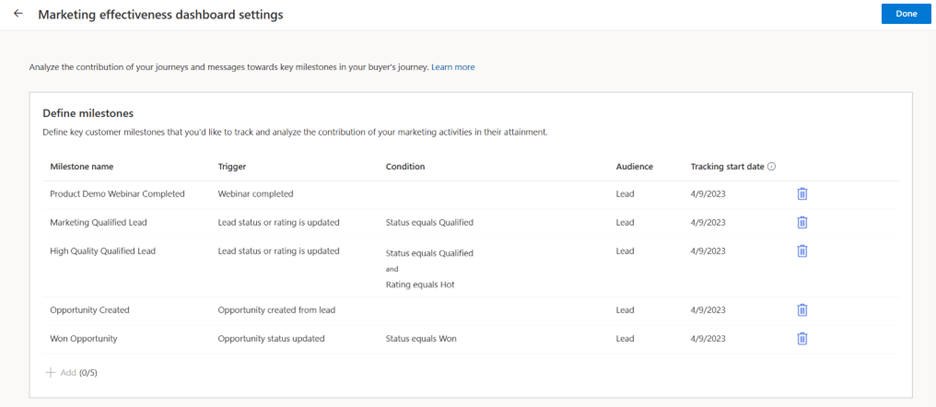 Marketing effectiveness dashboard settings
Done
Analyze the contribution of your journeys and messages towards key milestones in your buyer's journey. Learn more
Define milestones
Define key customer milestones that you'd like to track and analyze the contribution of your marketing activities in their attainment.
Milestone name Trigger Condition Audience Tracking start date
Product Demo Webinar Completed Webinar completed Lead 4/9/2023
Marketing Qualified Lead Lead status or rating is updated Status equals Qualified Lead 4/9/2023
High Quality Qualified Lead Lead status or rating is updated Status equals Qualified Lead 4/9/2023
and
Rating equals Hot
Opportunity Created Opportunity created from lead Lead 4/9/2023
Won Opportunity Opportunity status updated Status equals Won Lead 4/9/2023
Add (0/5)